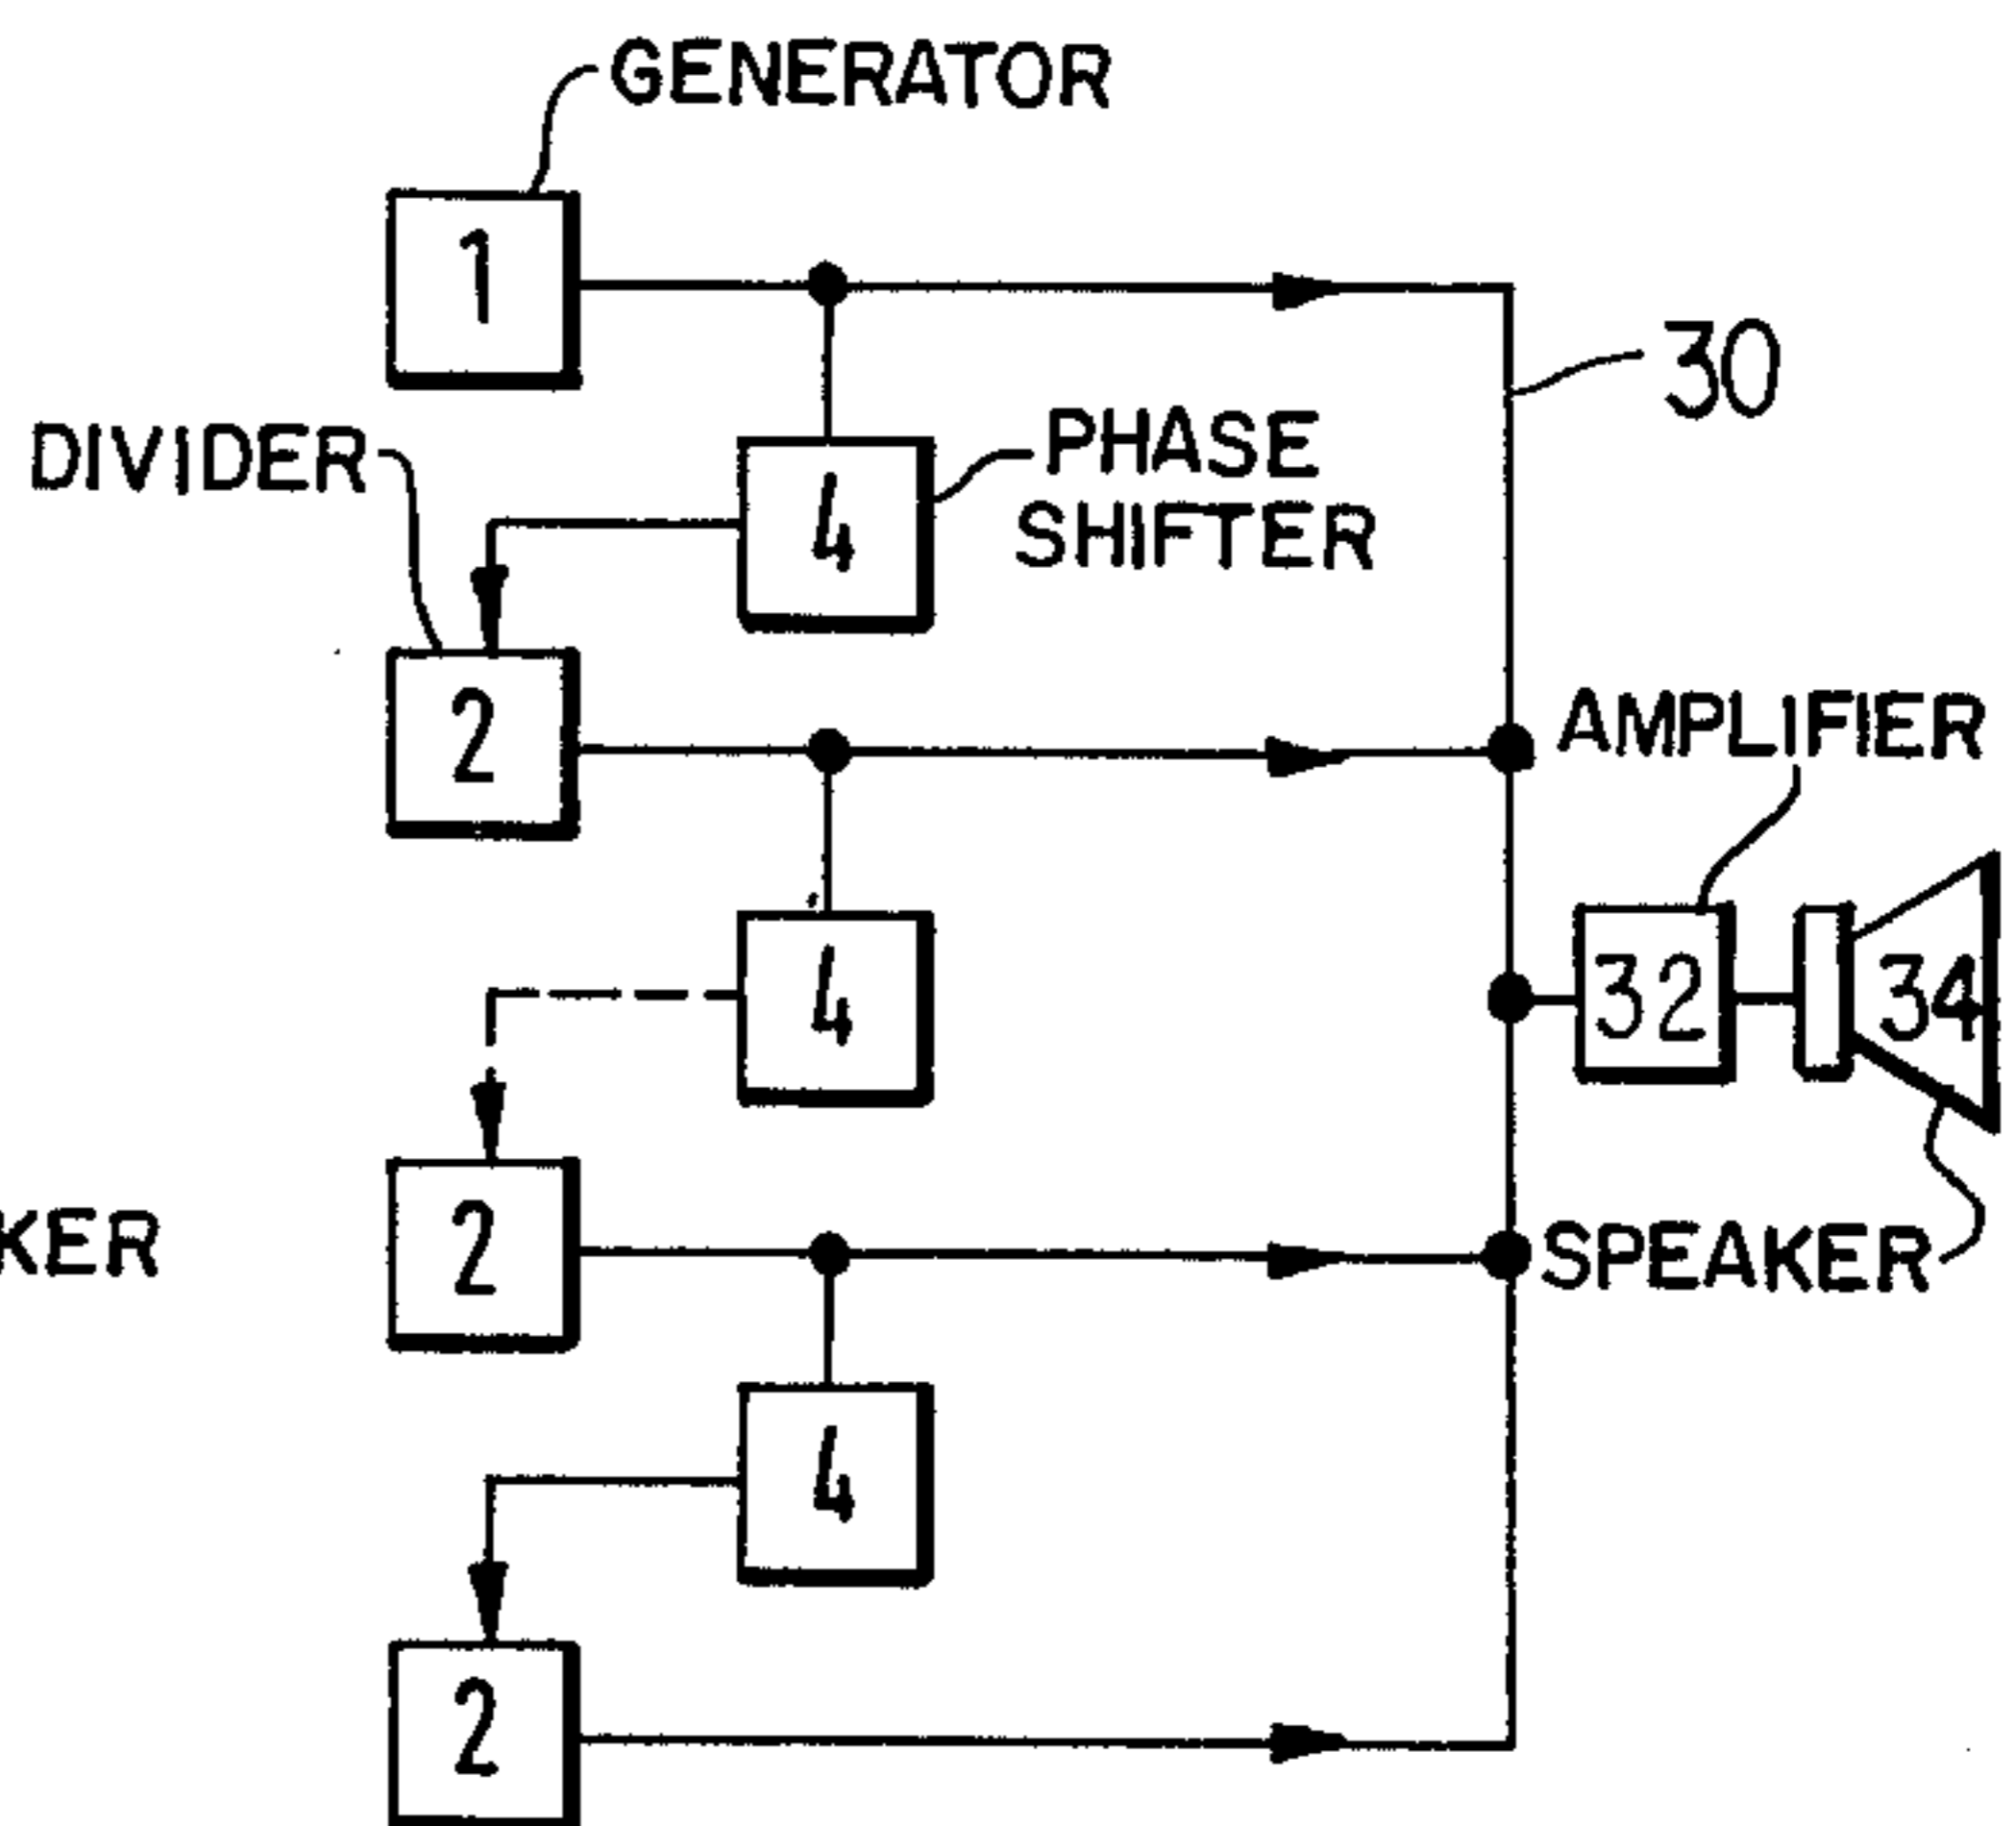 GENERATOR
1
30
DIVIDER
PHASE
SHIFTER
4
2
AMPLIFIER
4
32
34
2
KER
SPEAKER
4
2